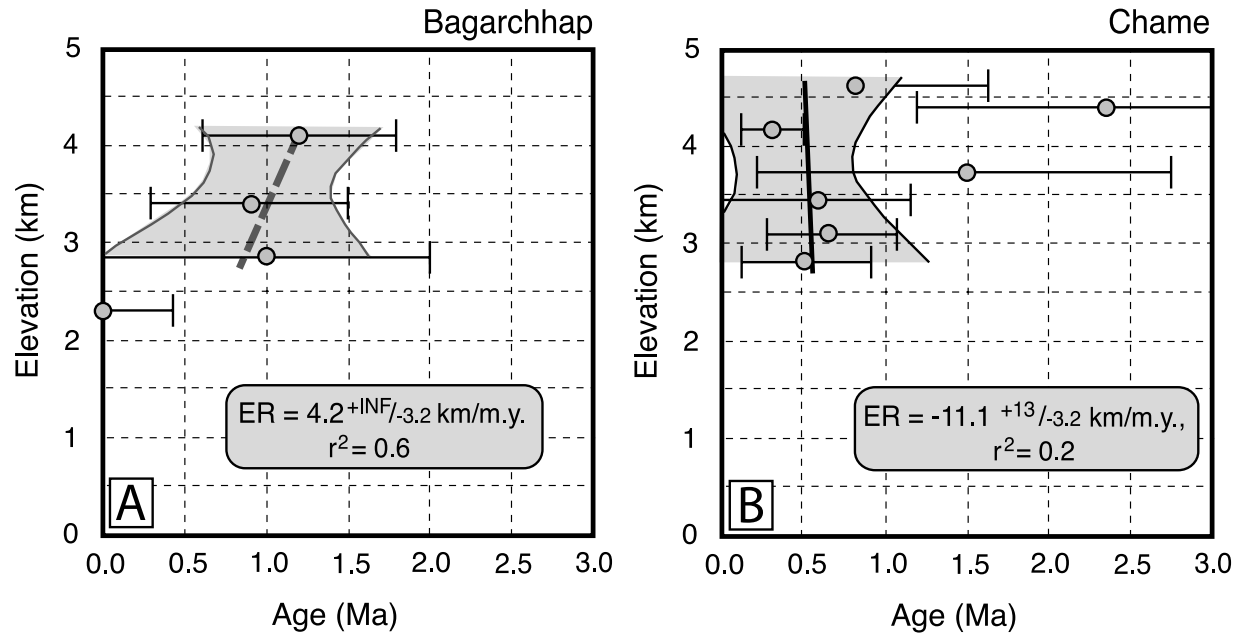 Bagarchhap
Elevation (km)
5
4
3
2
1
0
ER = 4.2 +INF/-3.2 km/m.y.
r² = 0.6
A
0.0 0.5 1.0 1.5 2.0 2.5 3.0
Age (Ma)
Chame
Elevation (km)
5
4
3
2
1
0
ER = -11.1 +13/-3.2 km/m.y.,
r² = 0.2
B
0.0 0.5 1.0 1.5 2.0 2.5 3.0
Age (Ma)